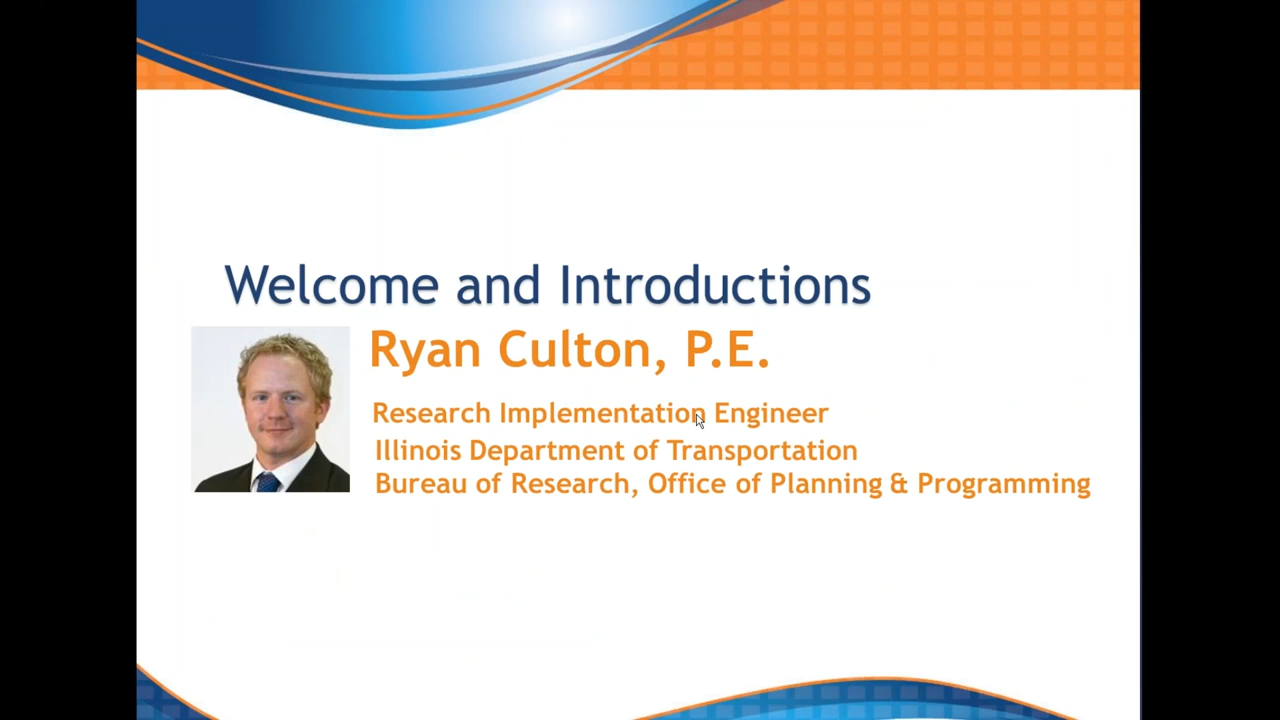 Welcome and Introductions
Ryan Culton, P.E.
Research Implementation Engineer
Illinois Department of Transportation
Bureau of Research, Office of Planning & Programming